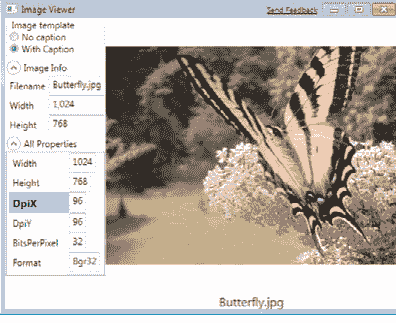 Image Viewer
Send Feedback
Image template
No caption
With Caption
Image Info
Filename Butterfly.jpg
Width 1,024
Height 768
All Properties
Width 1024
Height 768
DpiX 96
DpiY 96
BitsPerPixel 32
Format Bgr32
Butterfly.jpg